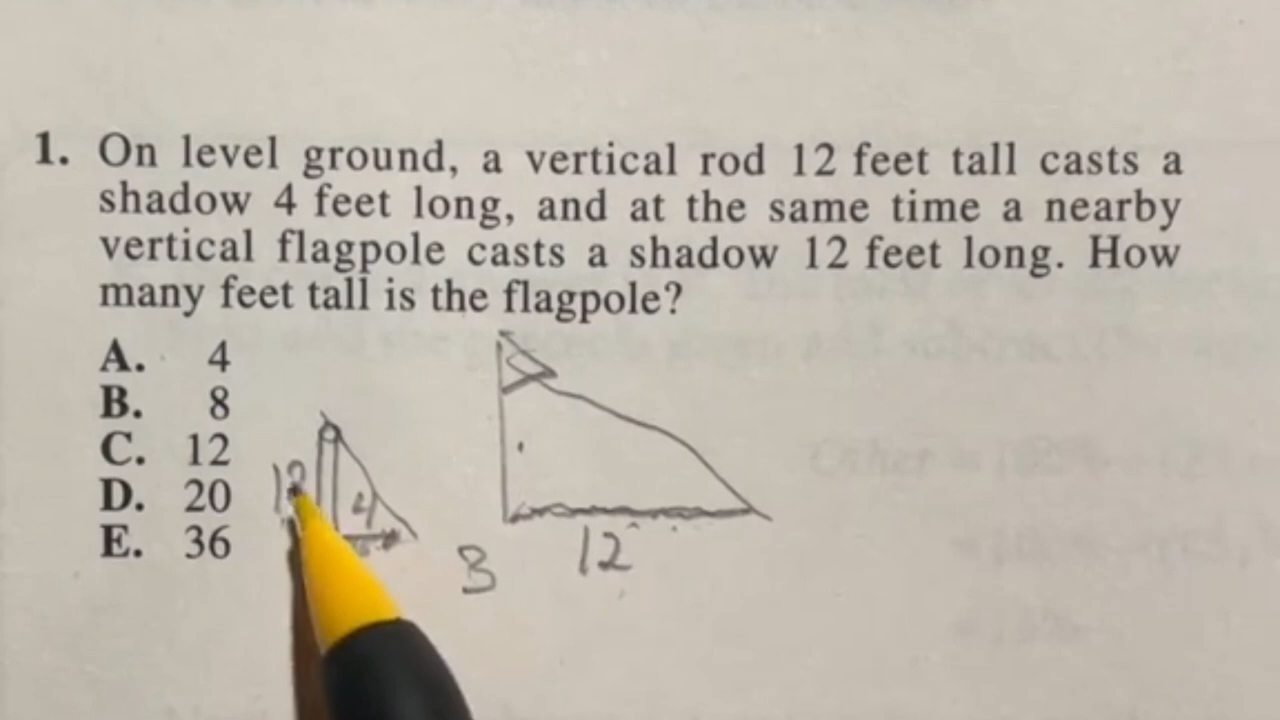 1. On level ground, a vertical rod 12 feet tall casts a
shadow 4 feet long, and at the same time a nearby
vertical flagpole casts a shadow 12 feet long. How
many feet tall is the flagpole?
A. 4
B. 8
C. 12
D. 20
E. 36
12
4
3
12